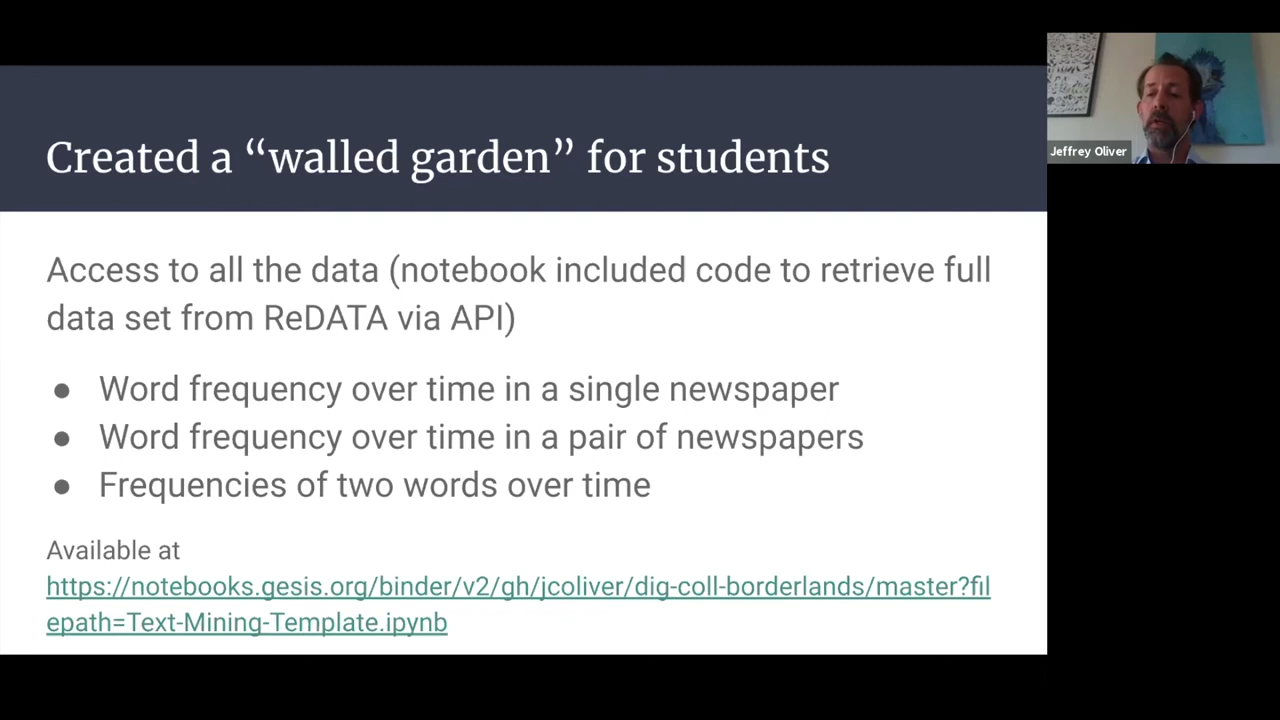 Created a “walled garden” for students
Jeffrey Oliver
Access to all the data (notebook included code to retrieve full
data set from ReDATA via API)
● Word frequency over time in a single newspaper
● Word frequency over time in a pair of newspapers
● Frequencies of two words over time
Available at
https://notebooks.gesis.org/binder/v2/gh/jcoliver/dig-coll-borderlands/master?fil
epath=Text-Mining-Template.ipynb